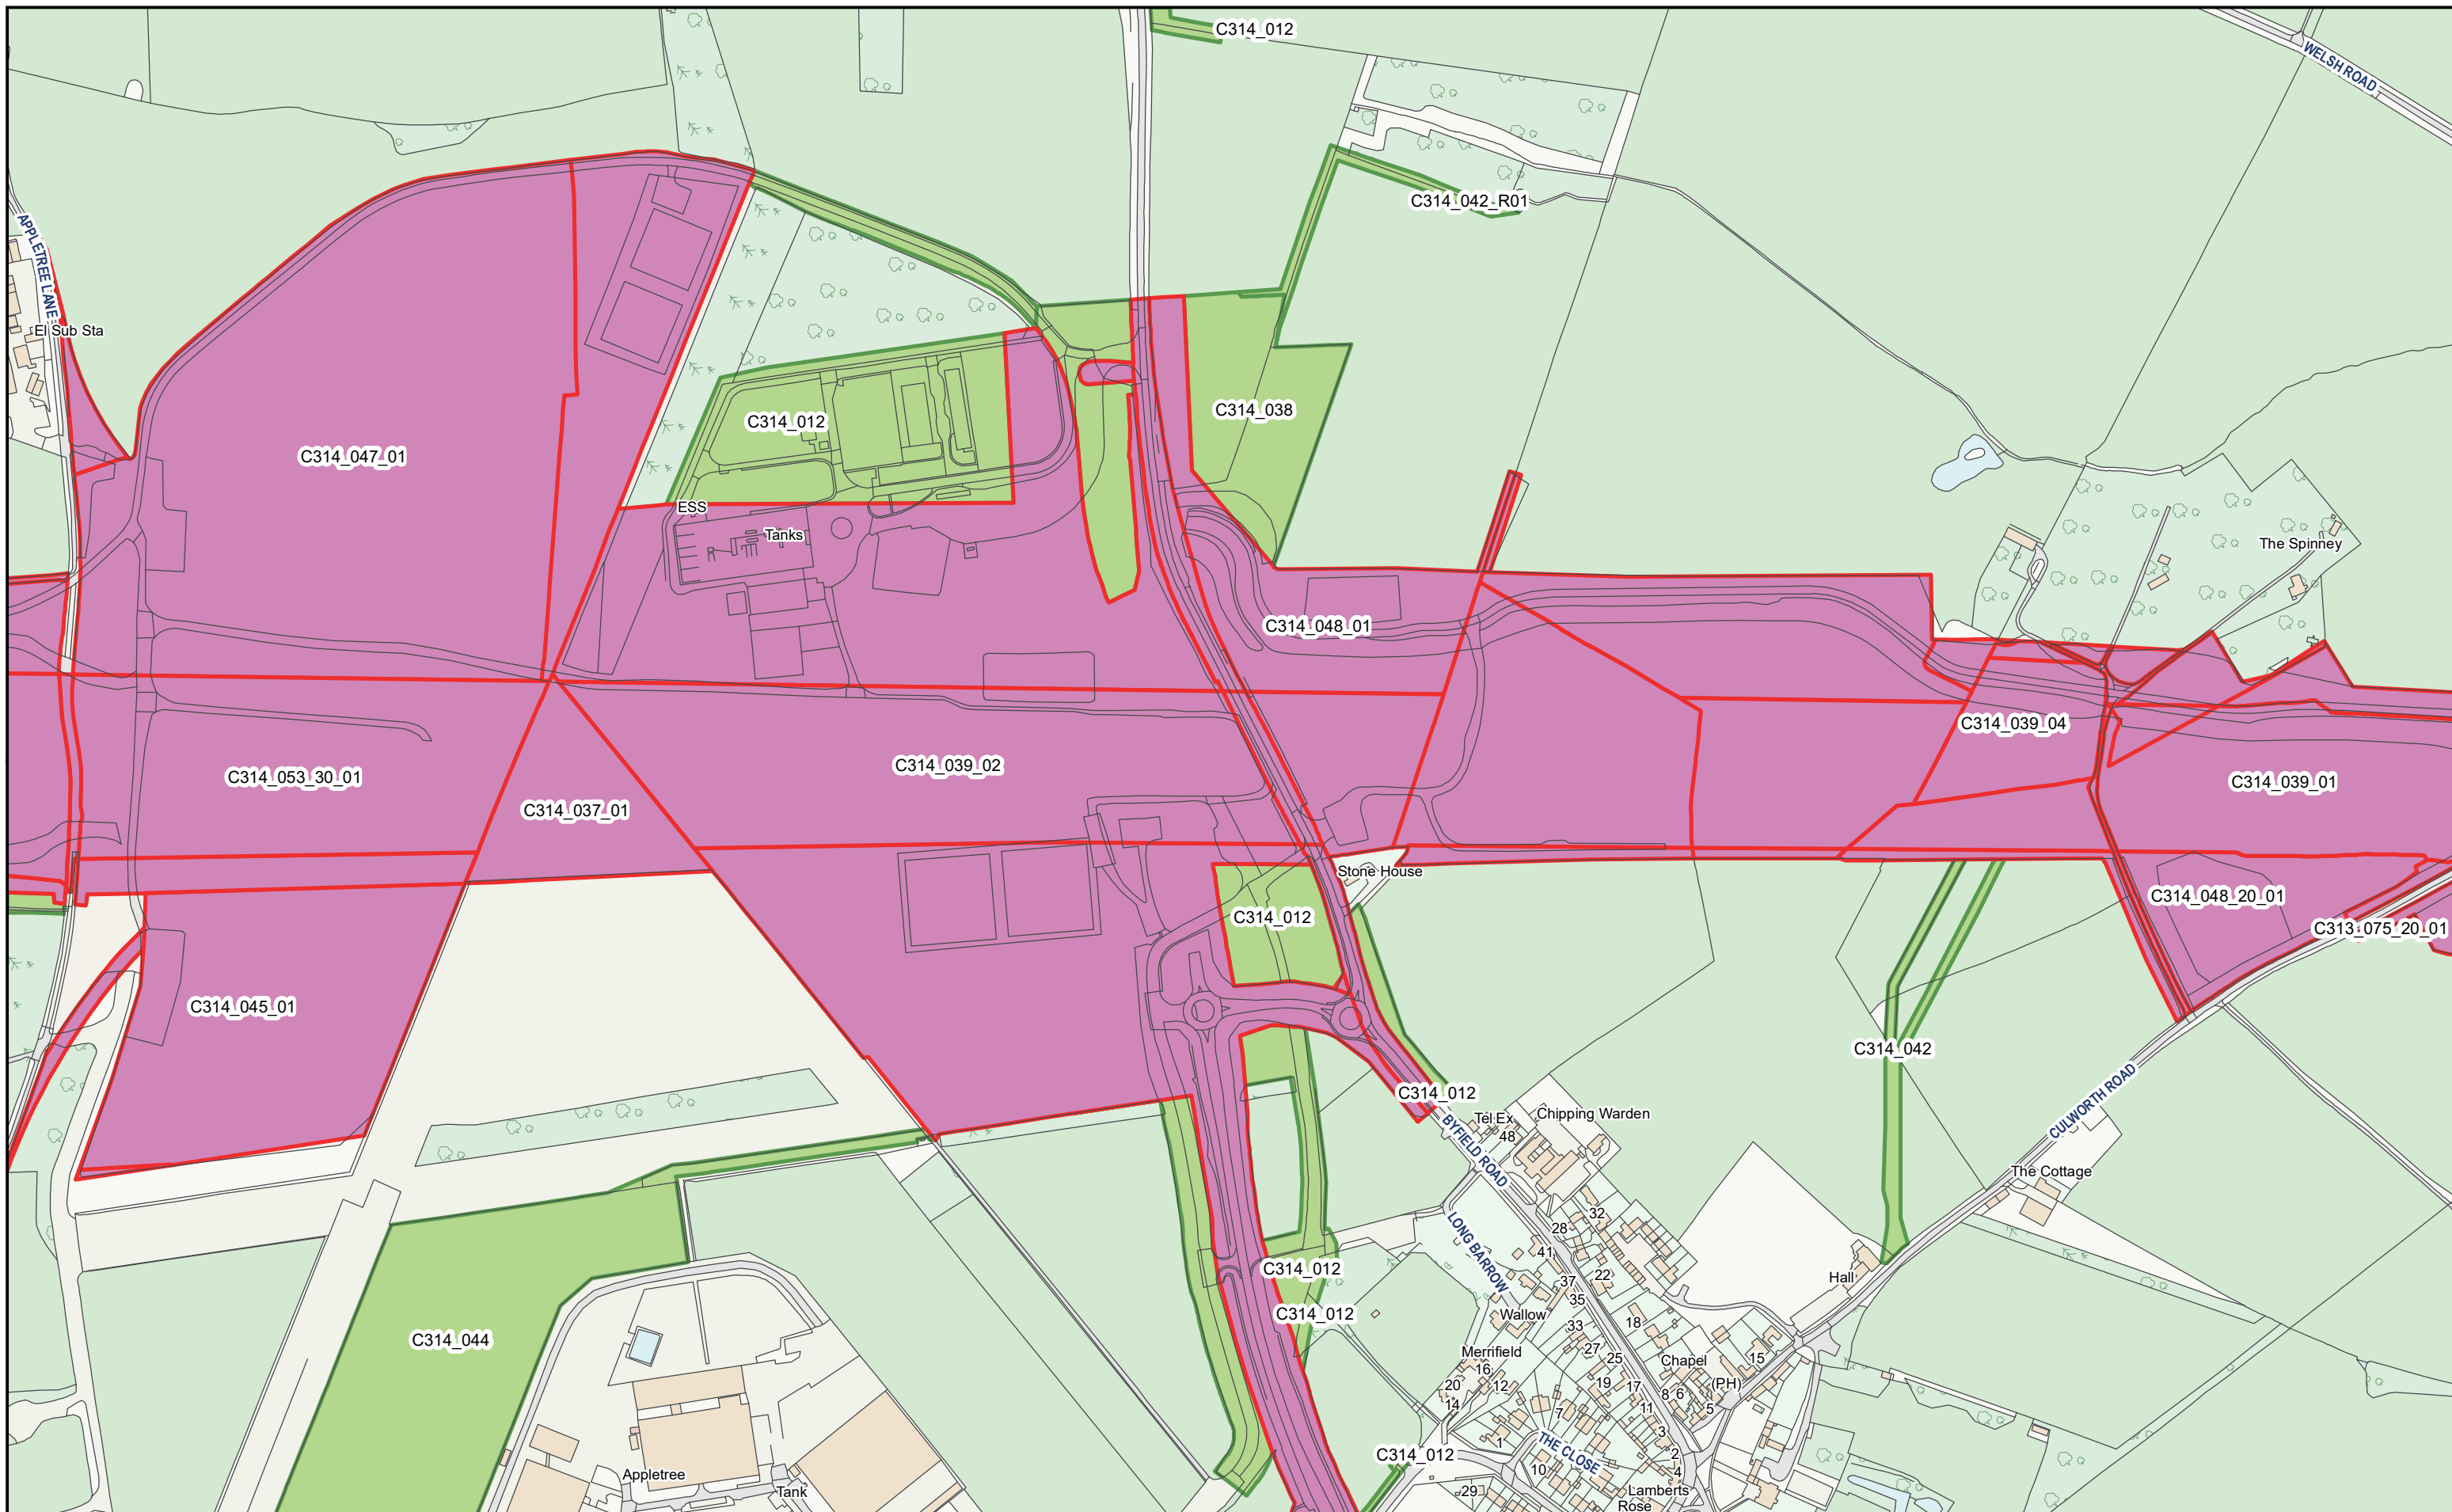 C314_012
WELSH ROAD
C314_042_R01
APPLETREE LANE
El Sub Sta
C314_038
C314_012
C314_047_01
ESS
Tanks
The Spinney
C314_048_01
C314_039_04
C314_039_02
C314_053_30_01
C314_039_01
C314_037_01
Stone House
C314_048_20_01
C314_012
C313_075_20_01
C314_045_01
C314_042
C314_012
Tel Ex
Chipping Warden
48
BYFIELD ROAD
CULWORTH ROAD
The Cottage
32
28
LONG BARROW
41
C314_012
22
37
Hall
35
C314_012
Wallow
18
33
C314_044
27
Merrifield
25
Chapel
15
16
20
12
19
17
(PH)
8
6
14
7
11
5
3
1
THE CLOSE
C314_012
2
10
4
Appletree
Tank
29
Lamberts
Rose